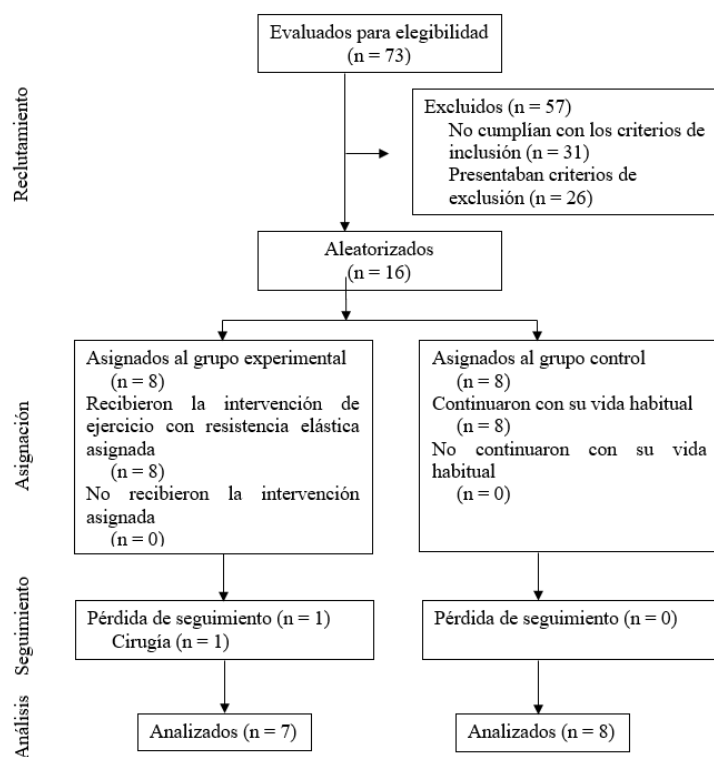 Evaluados para elegibilidad
(n = 73)
Reclutamiento
Excluidos (n = 57)
No cumplían con los criterios de
inclusión (n = 31)
Presentaban criterios de
exclusión (n = 26)
Aleatorizados
(n = 16)
Asignación
Asignados al grupo experimental
(n = 8)
Recibieron la intervención de
ejercicio con resistencia elástica
asignada
(n = 8)
No recibieron la intervención
asignada
(n = 0)
Asignados al grupo control
(n = 8)
Continuaron con su vida habitual
(n = 8)
No continuaron con su vida
habitual
(n = 0)
Seguimiento
Pérdida de seguimiento (n = 1)
Cirugía (n = 1)
Pérdida de seguimiento (n = 0)
Análisis
Analizados (n = 7)
Analizados (n = 8)